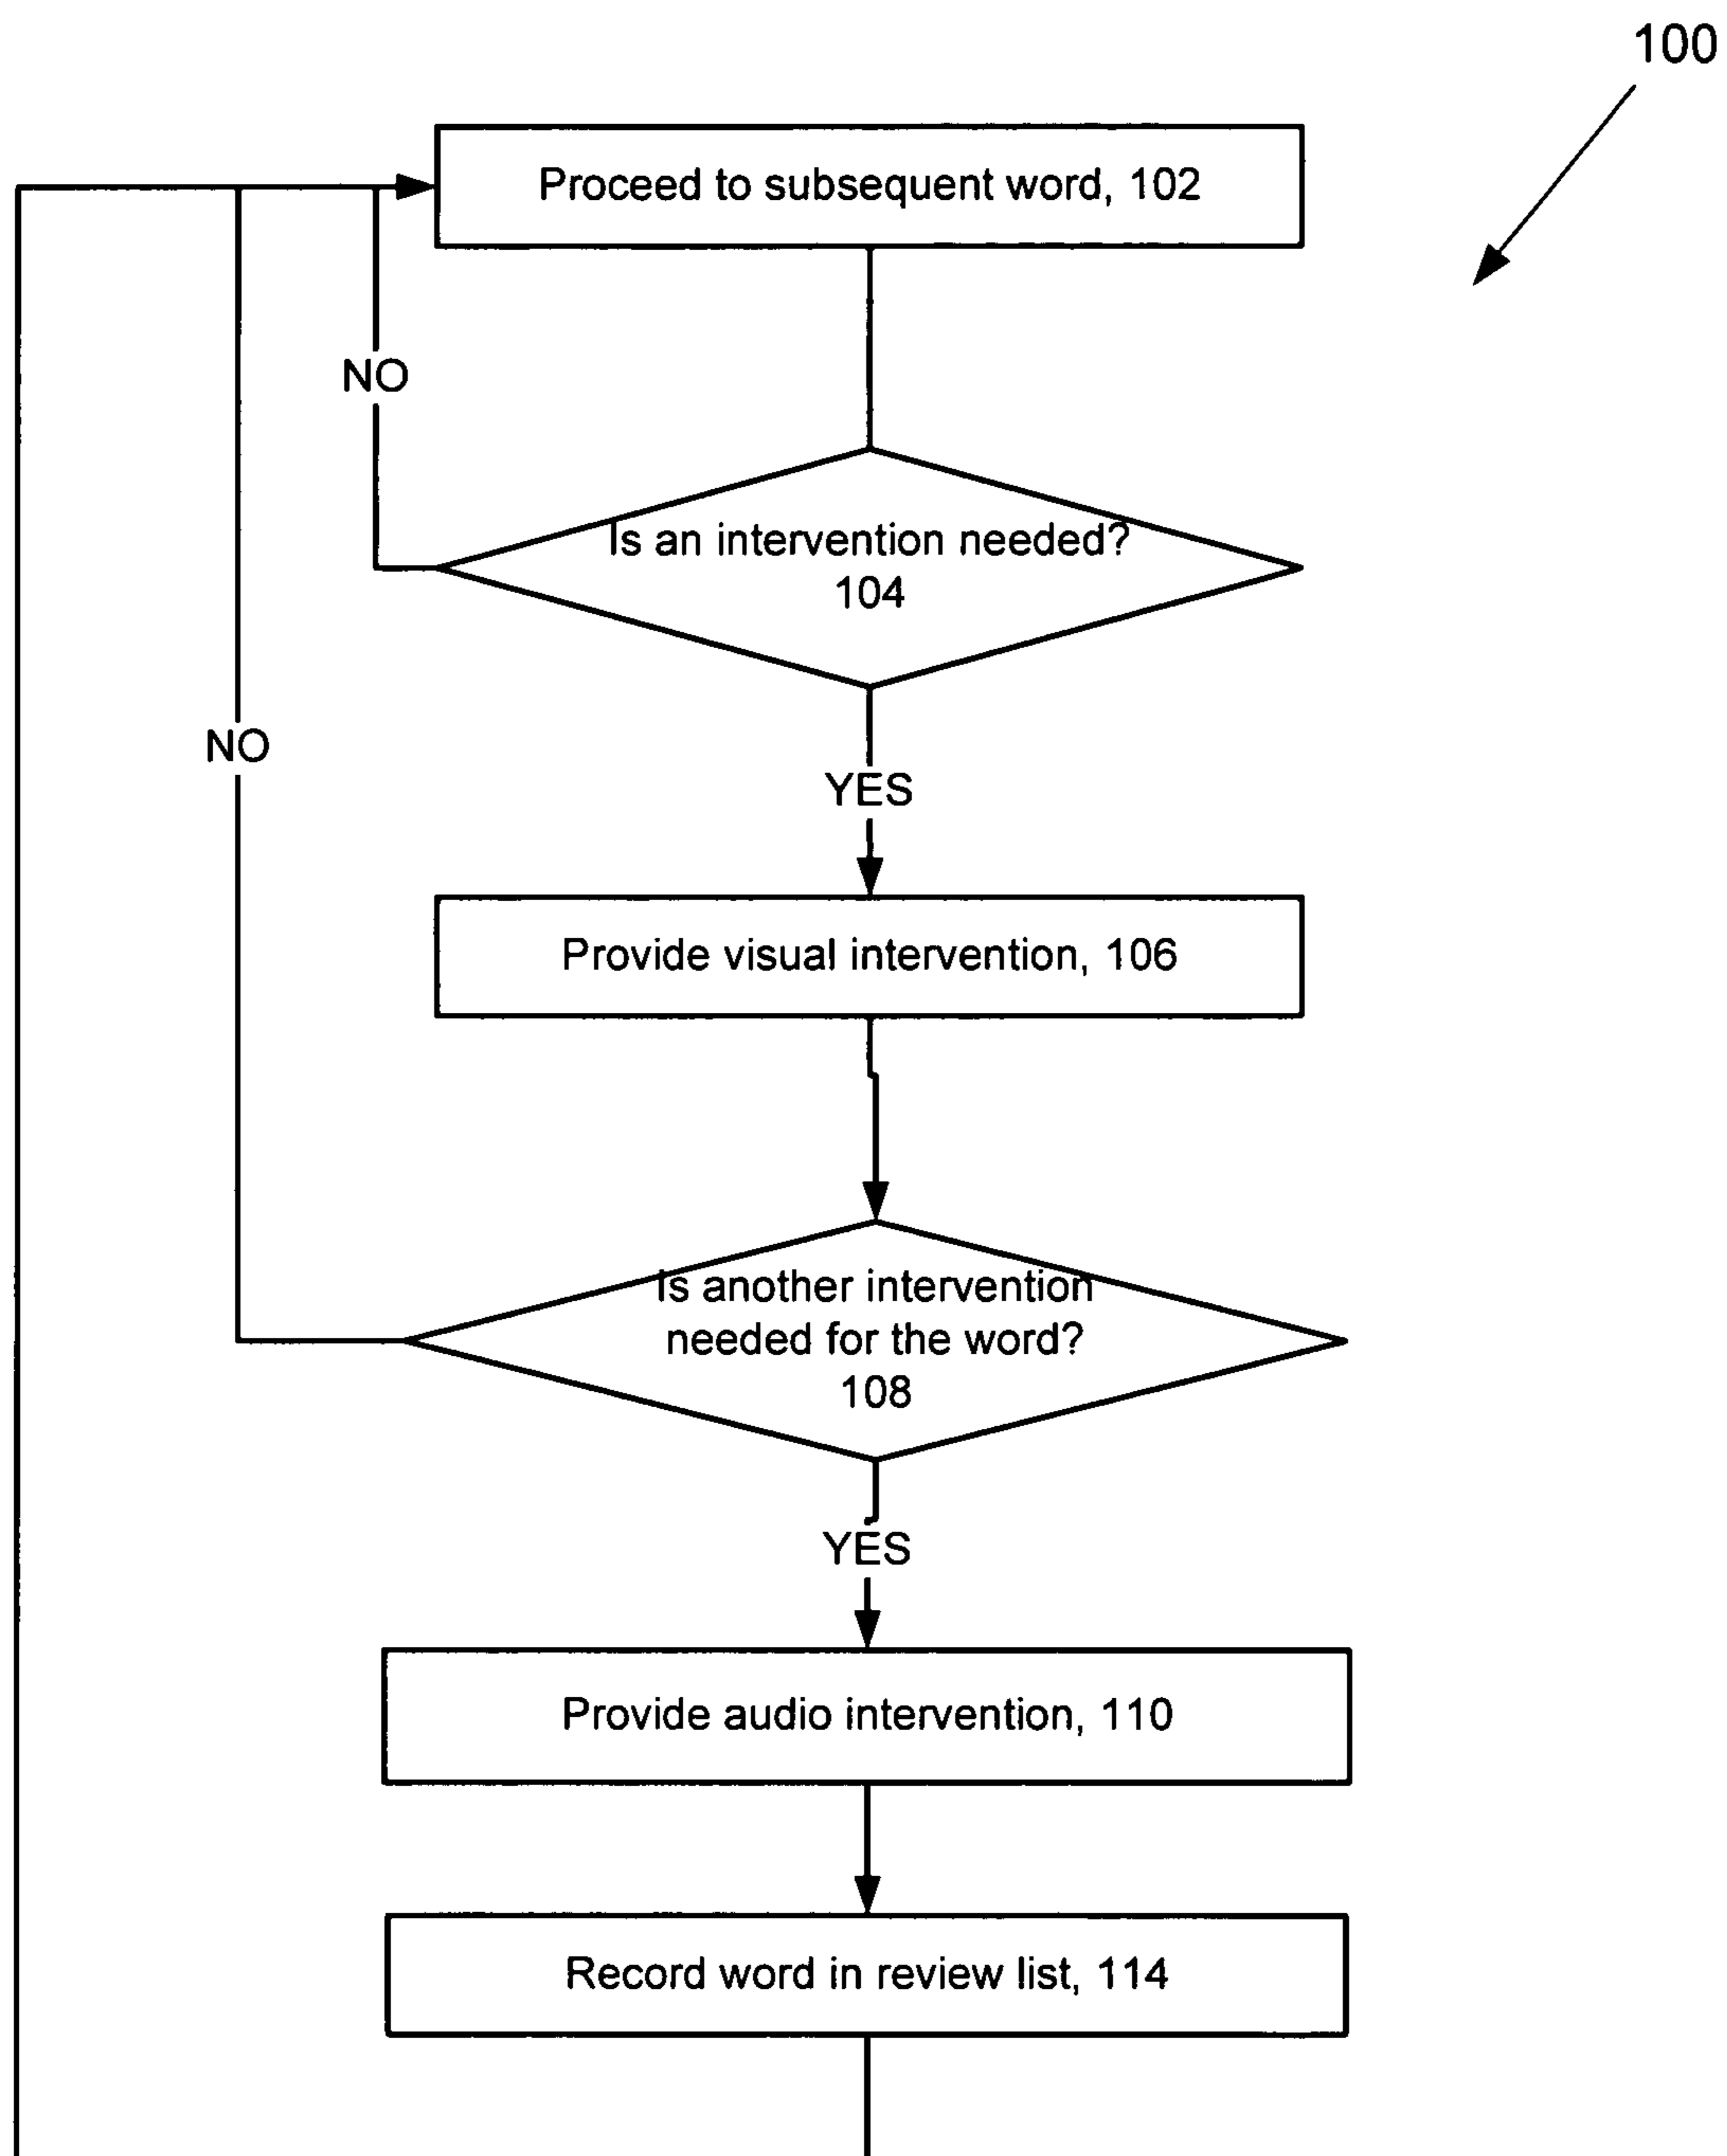 100
Proceed to subsequent word, 102
NO
Is an intervention needed?
104
NO
YES
Provide visual intervention, 106
Is another intervention
needed for the word?
108
YES
Provide audio intervention, 110
Record word in review list, 114